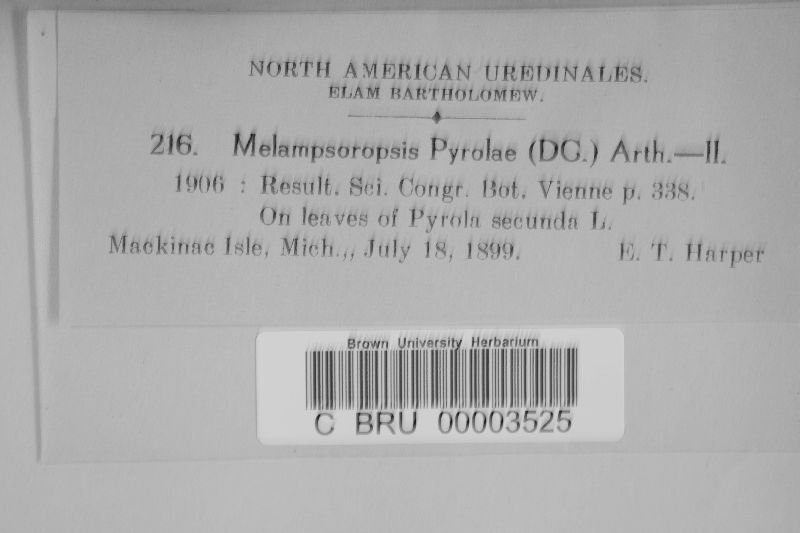 NORTH AMERICAN UREDINALES.
ELAM BARTHOLOMEW.
216. Melampsoropsis Pyrolae (DC.) Arth.—II.
1906 : Result. Sci. Congr. Bot. Vienne p. 338.
On leaves of Pyrola secunda L.
Mackinac Isle, Mich.,, July 18, 1899. E. T. Harper
Brown University Herbarium
C BRU 00003525